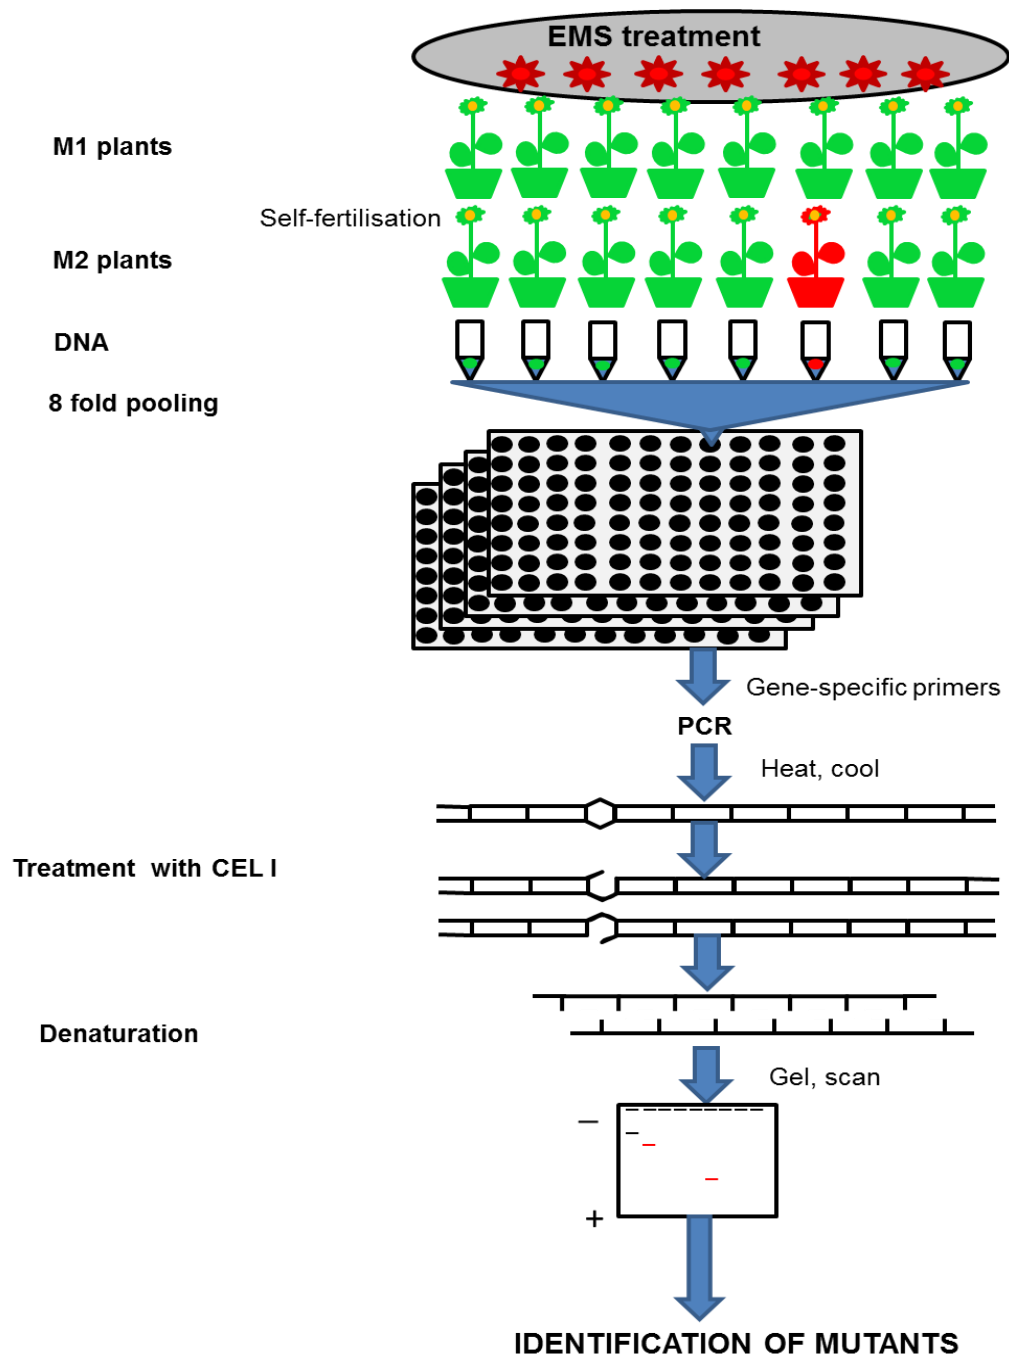 EMS treatment
M1 plants
Self-fertilisation
M2 plants
DNA
8 fold pooling
Gene-specific primers
PCR
Heat, cool
Treatment with CEL I
Denaturation
Gel, scan
–
+
IDENTIFICATION OF MUTANTS